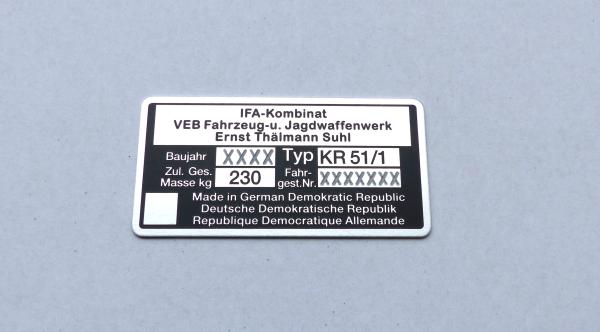 IFA-Kombinat
VEB Fahrzeug-u. Jagdwaffenwerk
Ernst Thälmann Suhl
Baujahr XXXX Typ KR 51/1
Zul. Ges. Masse kg 230 Fahr-gest.Nr. XXXXXXX
Made in German Demokratic Republic
Deutsche Demokratische Republik
Republique Democratique Allemande